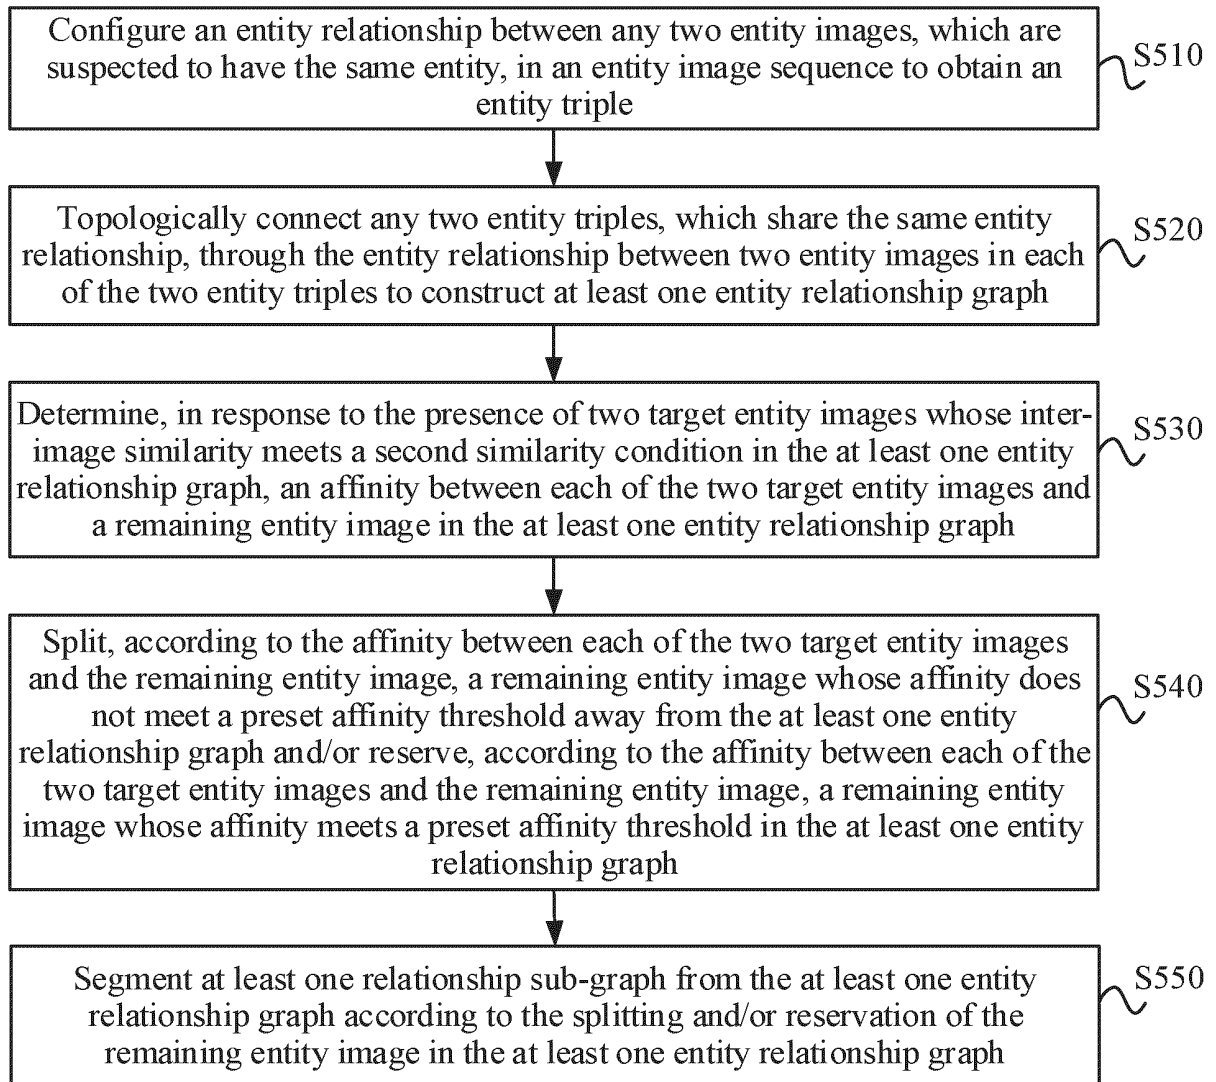 Configure an entity relationship between any two entity images, which are
suspected to have the same entity, in an entity image sequence to obtain an
entity triple
S510
Topologically connect any two entity triples, which share the same entity
relationship, through the entity relationship between two entity images in each
of the two entity triples to construct at least one entity relationship graph
S520
Determine, in response to the presence of two target entity images whose inter-
image similarity meets a second similarity condition in the at least one entity
relationship graph, an affinity between each of the two target entity images and
a remaining entity image in the at least one entity relationship graph
S530
Split, according to the affinity between each of the two target entity images
and the remaining entity image, a remaining entity image whose affinity does
not meet a preset affinity threshold away from the at least one entity
relationship graph and/or reserve, according to the affinity between each of the
two target entity images and the remaining entity image, a remaining entity
image whose affinity meets a preset affinity threshold in the at least one entity
relationship graph
S540
Segment at least one relationship sub-graph from the at least one entity
relationship graph according to the splitting and/or reservation of the
remaining entity image in the at least one entity relationship graph
S550